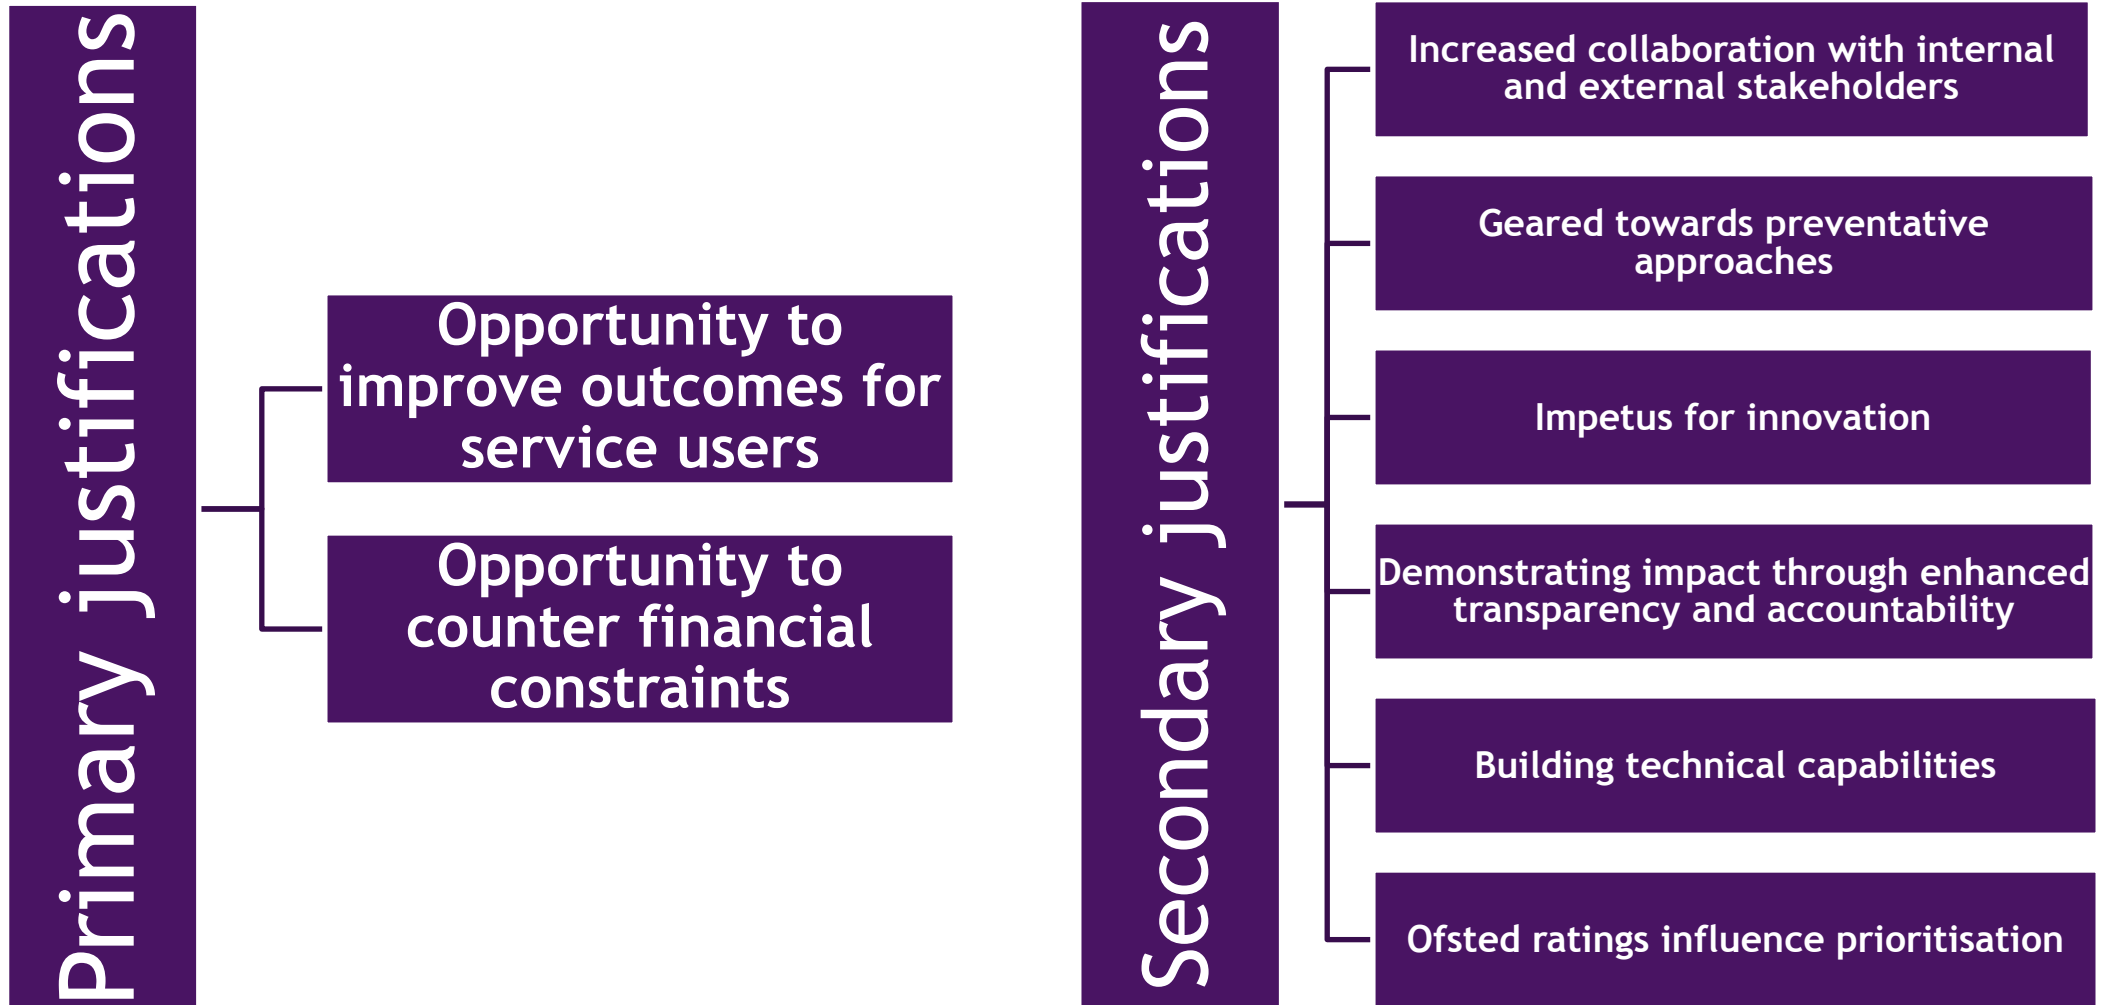 Primary justifications
Opportunity to
improve outcomes for
service users
Opportunity to
counter financial
constraints
Secondary justifications
Increased collaboration with internal
and external stakeholders
Geared towards preventative
approaches
Impetus for innovation
Demonstrating impact through enhanced
transparency and accountability
Building technical capabilities
Ofsted ratings influence prioritisation